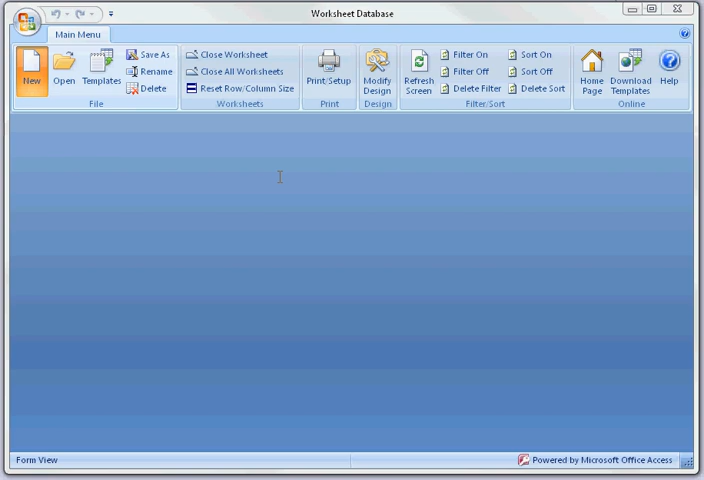 Worksheet Database
Main Menu
New
Open
Templates
Save As
Rename
Delete
File
Close Worksheet
Close All Worksheets
Reset Row/Column Size
Worksheets
Print/Setup
Print
Modify
Design
Design
Refresh
Screen
Filter On
Filter Off
Delete Filter
Sort On
Sort Off
Delete Sort
Filter/Sort
Home
Page
Download
Templates
Help
Online
Form View
Powered by Microsoft Office Access